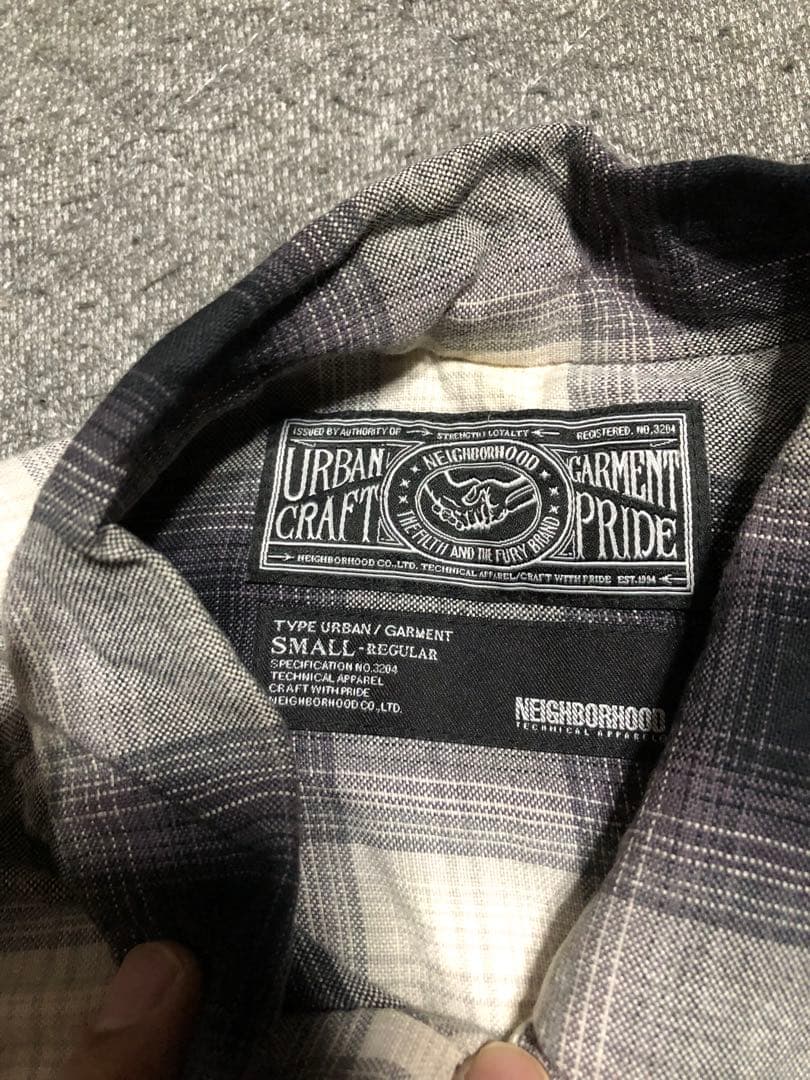 ISSUED BY AUTHORITY OF
STRENGTH LOYALTY
REGISTERED. NO.3204
URBAN
CRAFT
NEIGHBORHOOD
THE FILTH AND THE FURY BRAND
GARMENT
PRIDE
NEIGHBORHOOD CO.,LTD. TECHNICAL APPAREL/CRAFT WITH PRIDE EST.1994
TYPE URBAN / GARMENT
SMALL - REGULAR
SPECIFICATION NO.3204
TECHNICAL APPAREL
CRAFT WITH PRIDE
NEIGHBORHOOD CO.,LTD.
NEIGHBORHOOD
TECHNICAL APPAREL